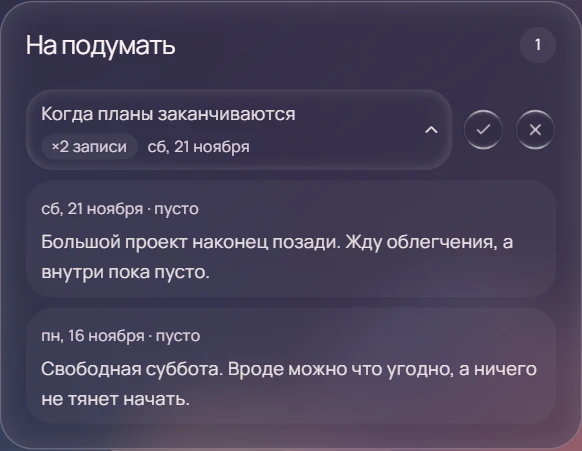 На подумать
1
Когда планы заканчиваются
×2 записи сб, 21 ноября
сб, 21 ноября · пусто
Большой проект наконец позади. Жду облегчения, а
внутри пока пусто.
пн, 16 ноября · пусто
Свободная суббота. Вроде можно что угодно, а ничего
не тянет начать.